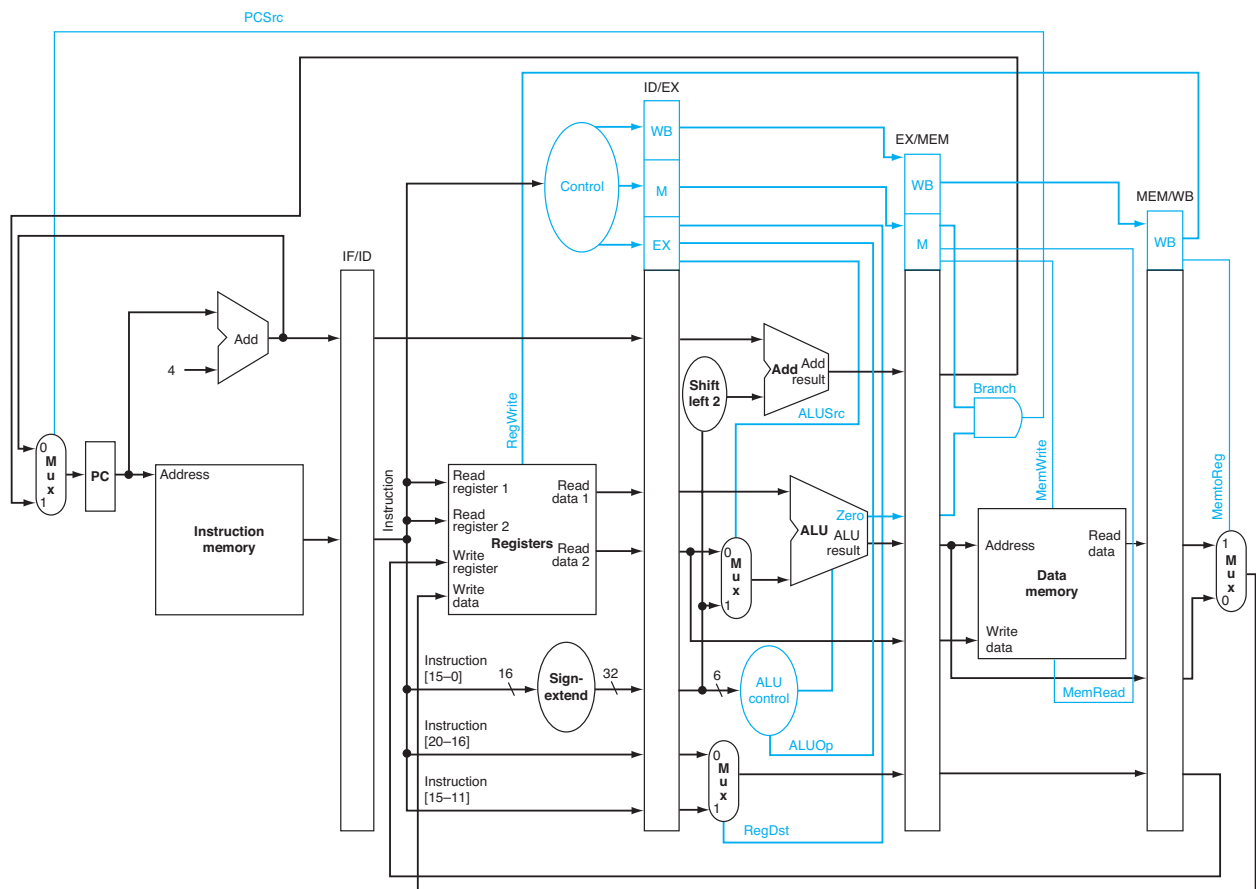 PCSrc
ID/EX
WB
EX/MEM
Control
M
WB
MEM/WB
EX
M
WB
IF/ID
Add
4
Shift
left 2
Add
Add
result
Branch
ALUSrc
RegWrite
MemWrite
MemtoReg
0
M
u
x
1
PC
Address
Instruction
memory
Instruction
Read
register 1
Read
data 1
Read
register 2
Registers
Write
register
Read
data 2
Write
data
0
M
u
x
1
Zero
ALU
ALU
result
Address
Read
data
Data
memory
Write
data
1
M
u
x
0
Instruction
[15–0]
16
Sign-
extend
32
6
ALU
control
MemRead
Instruction
[20–16]
ALUOp
0
M
u
x
1
Instruction
[15–11]
RegDst